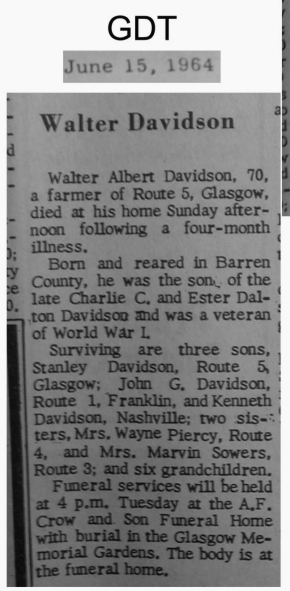 GDT
June 15, 1964
Walter Davidson
Walter Albert Davidson, 70,
a farmer of Route 5, Glasgow,
died at his home Sunday after-
noon following a four-month
illness.
Born and reared in Barren
County, he was the son of the
late Charlie C. and Ester Dal-
ton Davidson and was a veteran
of World War I.
Surviving are three sons,
Stanley Davidson, Route 5,
Glasgow; John G. Davidson,
Route 1, Franklin, and Kenneth
Davidson, Nashville; two sis-
ters, Mrs. Wayne Piercy, Route
4, and Mrs. Marvin Sowers,
Route 3; and six grandchildren.
Funeral services will be held
at 4 p.m. Tuesday at the A.F.
Crow and Son Funeral Home
with burial in the Glasgow Me-
morial Gardens. The body is at
the funeral home.